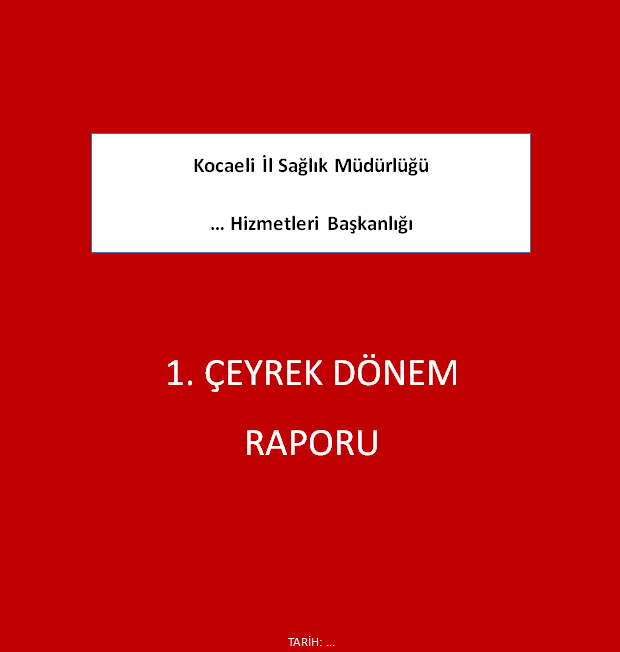 Kocaeli İl Sağlık Müdürlüğü
... Hizmetleri Başkanlığı
1. ÇEYREK DÖNEM
RAPORU
TARİH: ...